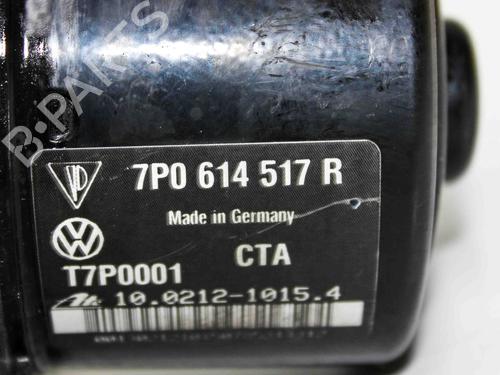 B-PARTS
7P0 614 517 R
Made in Germany
CTA
T7P0001
10.0212-1015.4